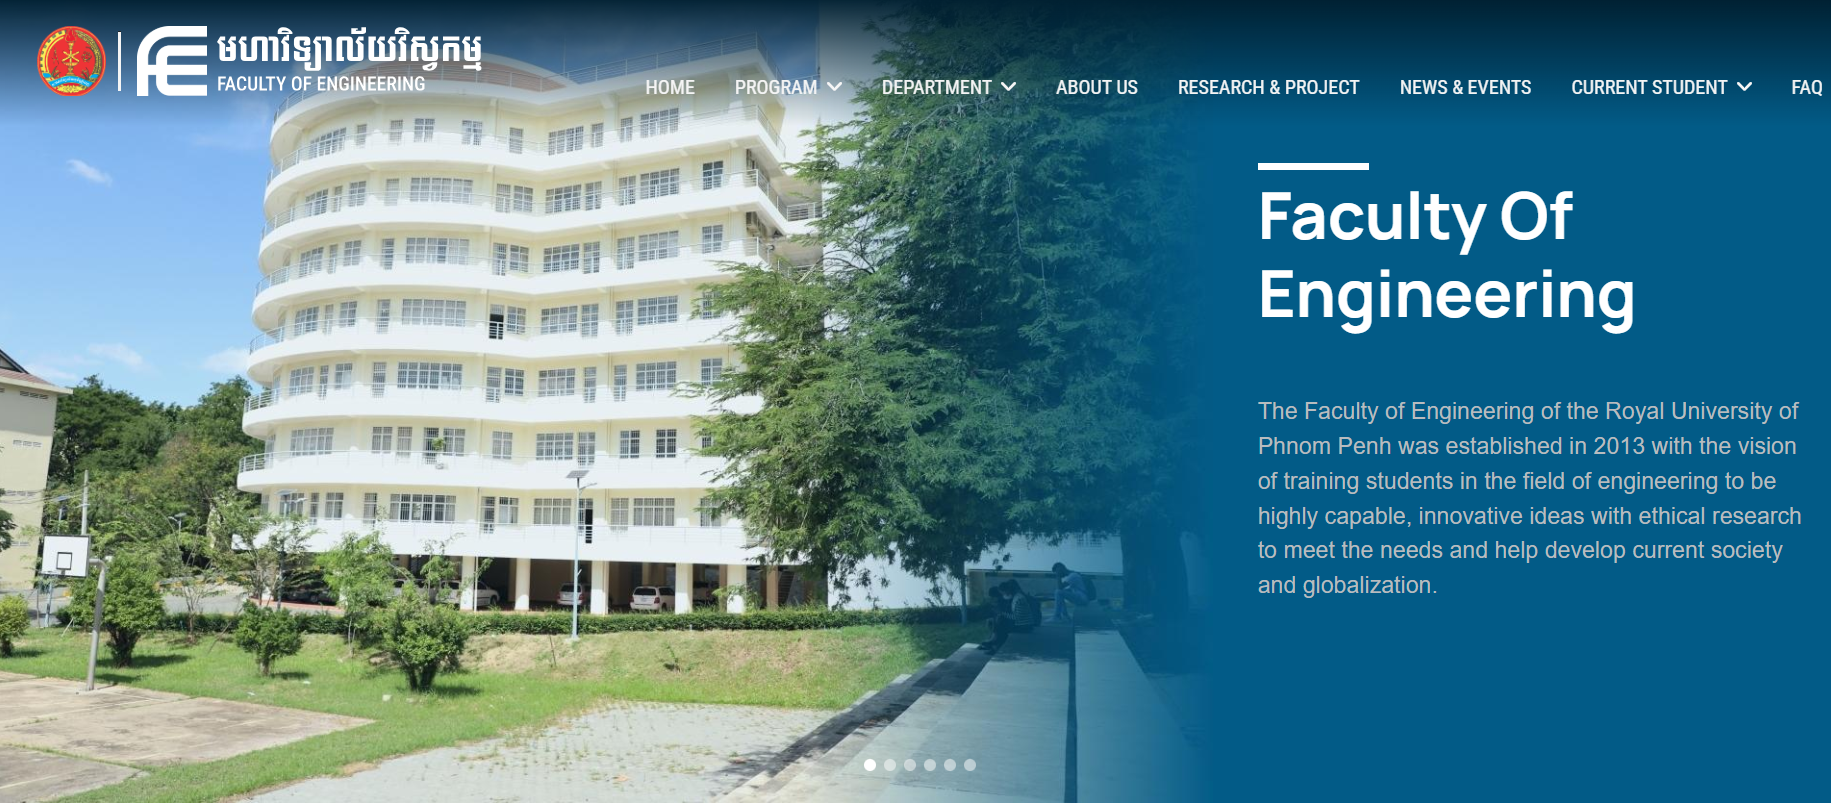 មហាវិទ្យាល័យវិស្វកម្ម
FACULTY OF ENGINEERING
HOME PROGRAM DEPARTMENT ABOUT US RESEARCH & PROJECT NEWS & EVENTS CURRENT STUDENT FAQ
Faculty Of
Engineering
The Faculty of Engineering of the Royal University of
Phnom Penh was established in 2013 with the vision
of training students in the field of engineering to be
highly capable, innovative ideas with ethical research
to meet the needs and help develop current society
and globalization.